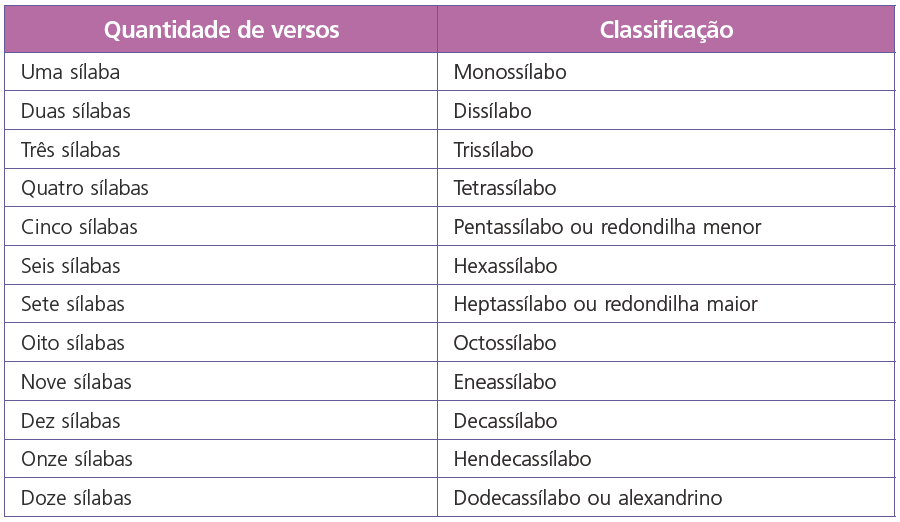 Quantidade de versos Classificação
Uma sílaba Monossílabo
Duas sílabas Dissílabo
Três sílabas Trissílabo
Quatro sílabas Tetrassílabo
Cinco sílabas Pentassílabo ou redondilha menor
Seis sílabas Hexassílabo
Sete sílabas Heptassílabo ou redondilha maior
Oito sílabas Octossílabo
Nove sílabas Eneassílabo
Dez sílabas Decassílabo
Onze sílabas Hendecassílabo
Doze sílabas Dodecassílabo ou alexandrino